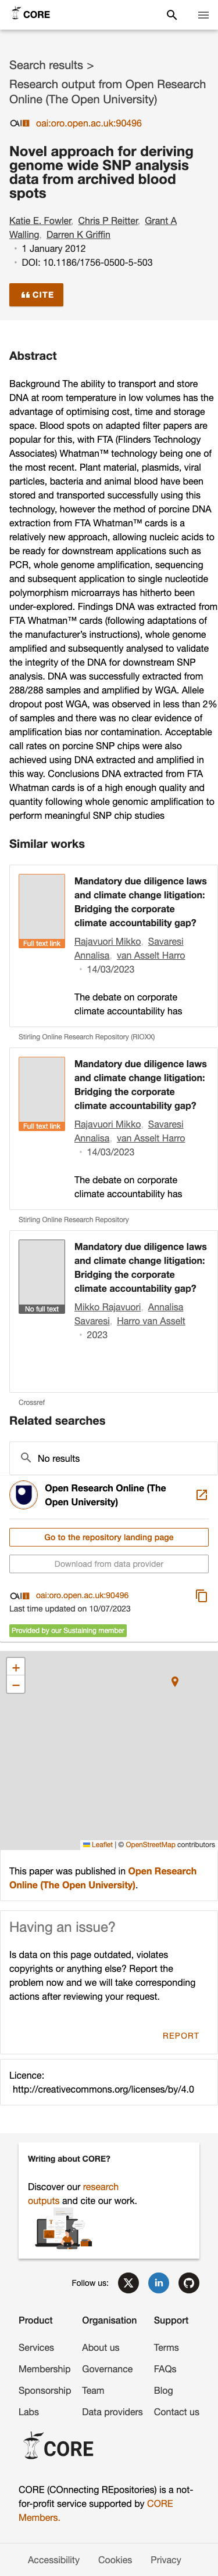 CORE
Search results >
Research output from Open Research
Online (The Open University)
OAI oai:oro.open.ac.uk:90496
Novel approach for deriving
genome wide SNP analysis
data from archived blood
spots
Katie E. Fowler, Chris P Reitter, Grant A
Walling, Darren K Griffin
• 1 January 2012
• DOI: 10.1186/1756-0500-5-503
CITE
Abstract
Background The ability to transport and store
DNA at room temperature in low volumes has the
advantage of optimising cost, time and storage
space. Blood spots on adapted filter papers are
popular for this, with FTA (Flinders Technology
Associates) Whatman™ technology being one of
the most recent. Plant material, plasmids, viral
particles, bacteria and animal blood have been
stored and transported successfully using this
technology, however the method of porcine DNA
extraction from FTA Whatman™ cards is a
relatively new approach, allowing nucleic acids to
be ready for downstream applications such as
PCR, whole genome amplification, sequencing
and subsequent application to single nucleotide
polymorphism microarrays has hitherto been
under-explored. Findings DNA was extracted from
FTA Whatman™ cards (following adaptations of
the manufacturer's instructions), whole genome
amplified and subsequently analysed to validate
the integrity of the DNA for downstream SNP
analysis. DNA was successfully extracted from
288/288 samples and amplified by WGA. Allele
dropout post WGA, was observed in less than 2%
of samples and there was no clear evidence of
amplification bias nor contamination. Acceptable
call rates on porcine SNP chips were also
achieved using DNA extracted and amplified in
this way. Conclusions DNA extracted from FTA
Whatman cards is of a high enough quality and
quantity following whole genomic amplification to
perform meaningful SNP chip studies
Similar works
Full text link
Mandatory due diligence laws
and climate change litigation:
Bridging the corporate
climate accountability gap?
Rajavuori Mikko, Savaresi
Annalisa, van Asselt Harro
• 14/03/2023
The debate on corporate
climate accountability has
Stirling Online Research Repository (RIOXX)
Full text link
Mandatory due diligence laws
and climate change litigation:
Bridging the corporate
climate accountability gap?
Rajavuori Mikko, Savaresi
Annalisa, van Asselt Harro
• 14/03/2023
The debate on corporate
climate accountability has
Stirling Online Research Repository
No full text
Mandatory due diligence laws
and climate change litigation:
Bridging the corporate
climate accountability gap?
Mikko Rajavuori, Annalisa
Savaresi, Harro van Asselt
• 2023
Crossref
Related searches
No results
Open Research Online (The
Open University)
Go to the repository landing page
Download from data provider
OAI oai:oro.open.ac.uk:90496
Last time updated on 10/07/2023
Provided by our Sustaining member
+
−
Leaflet | © OpenStreetMap contributors
This paper was published in Open Research
Online (The Open University).
Having an issue?
Is data on this page outdated, violates
copyrights or anything else? Report the
problem now and we will take corresponding
actions after reviewing your request.
REPORT
Licence:
http://creativecommons.org/licenses/by/4.0
Writing about CORE?
Discover our research
outputs and cite our work.
Follow us:
Product Organisation Support
Services About us Terms
Membership Governance FAQs
Sponsorship Team Blog
Labs Data providers Contact us
CORE
CORE (COnnecting REpositories) is a not-
for-profit service supported by CORE
Members.
Accessibility Cookies Privacy